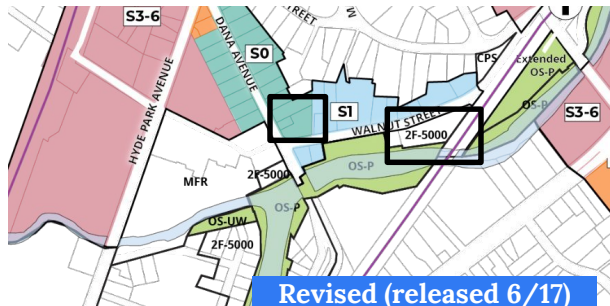 S3-6
STREET
M
S0
DANA AVENUE
HYDE PARK AVENUE
CPS
Extended
OS-P
S1
WALNUT STREET
2F-5000
OS-P
S3-6
OS-P
MFR
2F-5000
OS-P
OS-UW
2F-5000
Revised (released 6/17)